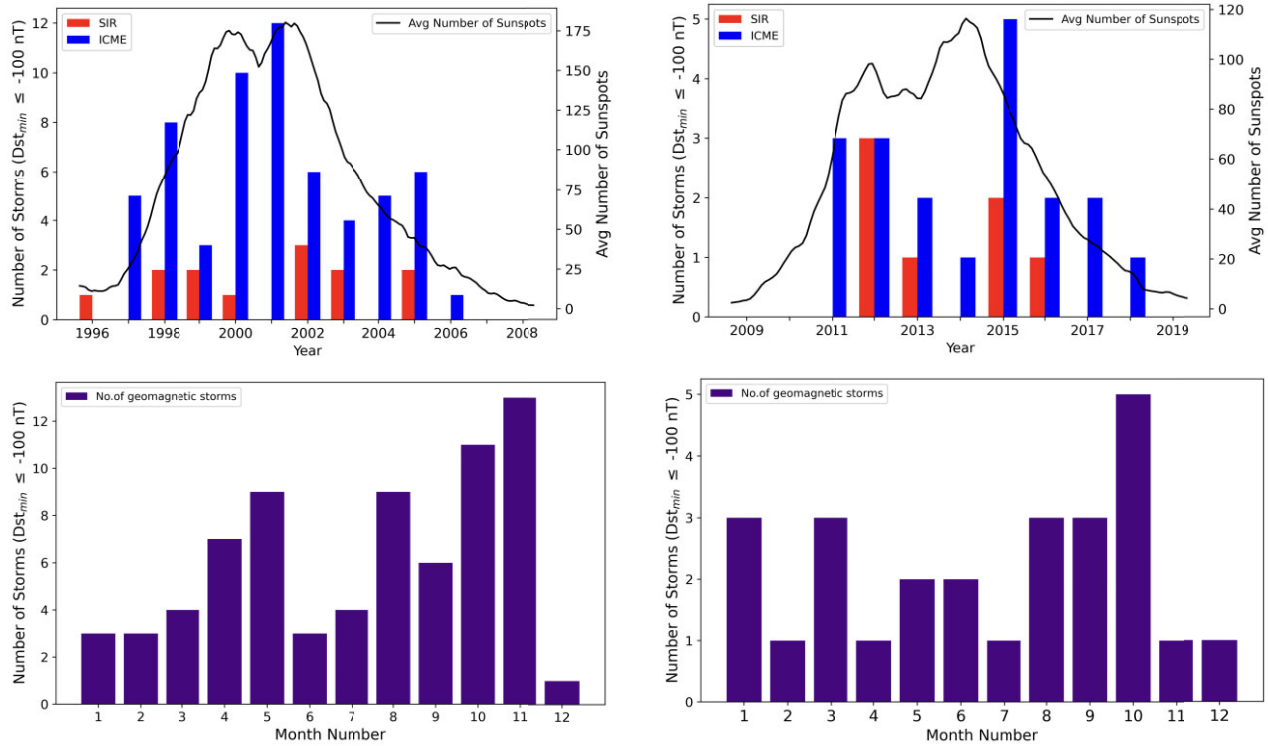 SIR
ICME
Avg Number of Sunspots
12
10
8
6
4
2
0
Number of Storms (Dst_min ≤ -100 nT)
175
150
125
100
75
50
25
0
Avg Number of Sunspots
1996 1998 2000 2002 2004 2006 2008
Year
SIR
ICME
Avg Number of Sunspots
5
4
3
2
1
0
Number of Storms (Dst_min ≤ -100 nT)
120
100
80
60
40
20
0
Avg Number of Sunspots
2009 2011 2013 2015 2017 2019
Year
No.of geomagnetic storms
12
10
8
6
4
2
0
Number of Storms (Dst_min ≤ -100 nT)
1 2 3 4 5 6 7 8 9 10 11 12
Month Number
No.of geomagnetic storms
5
4
3
2
1
0
Number of Storms (Dst_min ≤ -100 nT)
1 2 3 4 5 6 7 8 9 10 11 12
Month Number